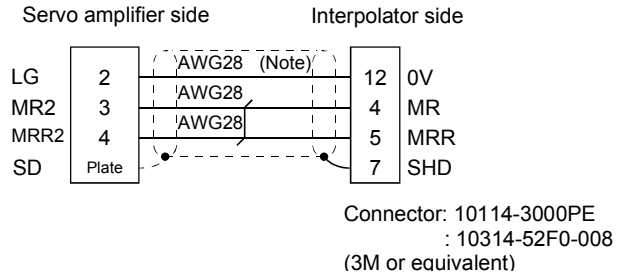 Servo amplifier side Interpolator side
AWG28 (Note)
LG 2 12 0V
AWG28
MR2 3 4 MR
AWG28
MRR2 4 5 MRR
SD Plate 7 SHD
Connector: 10114-3000PE
: 10314-52F0-008
(3M or equivalent)